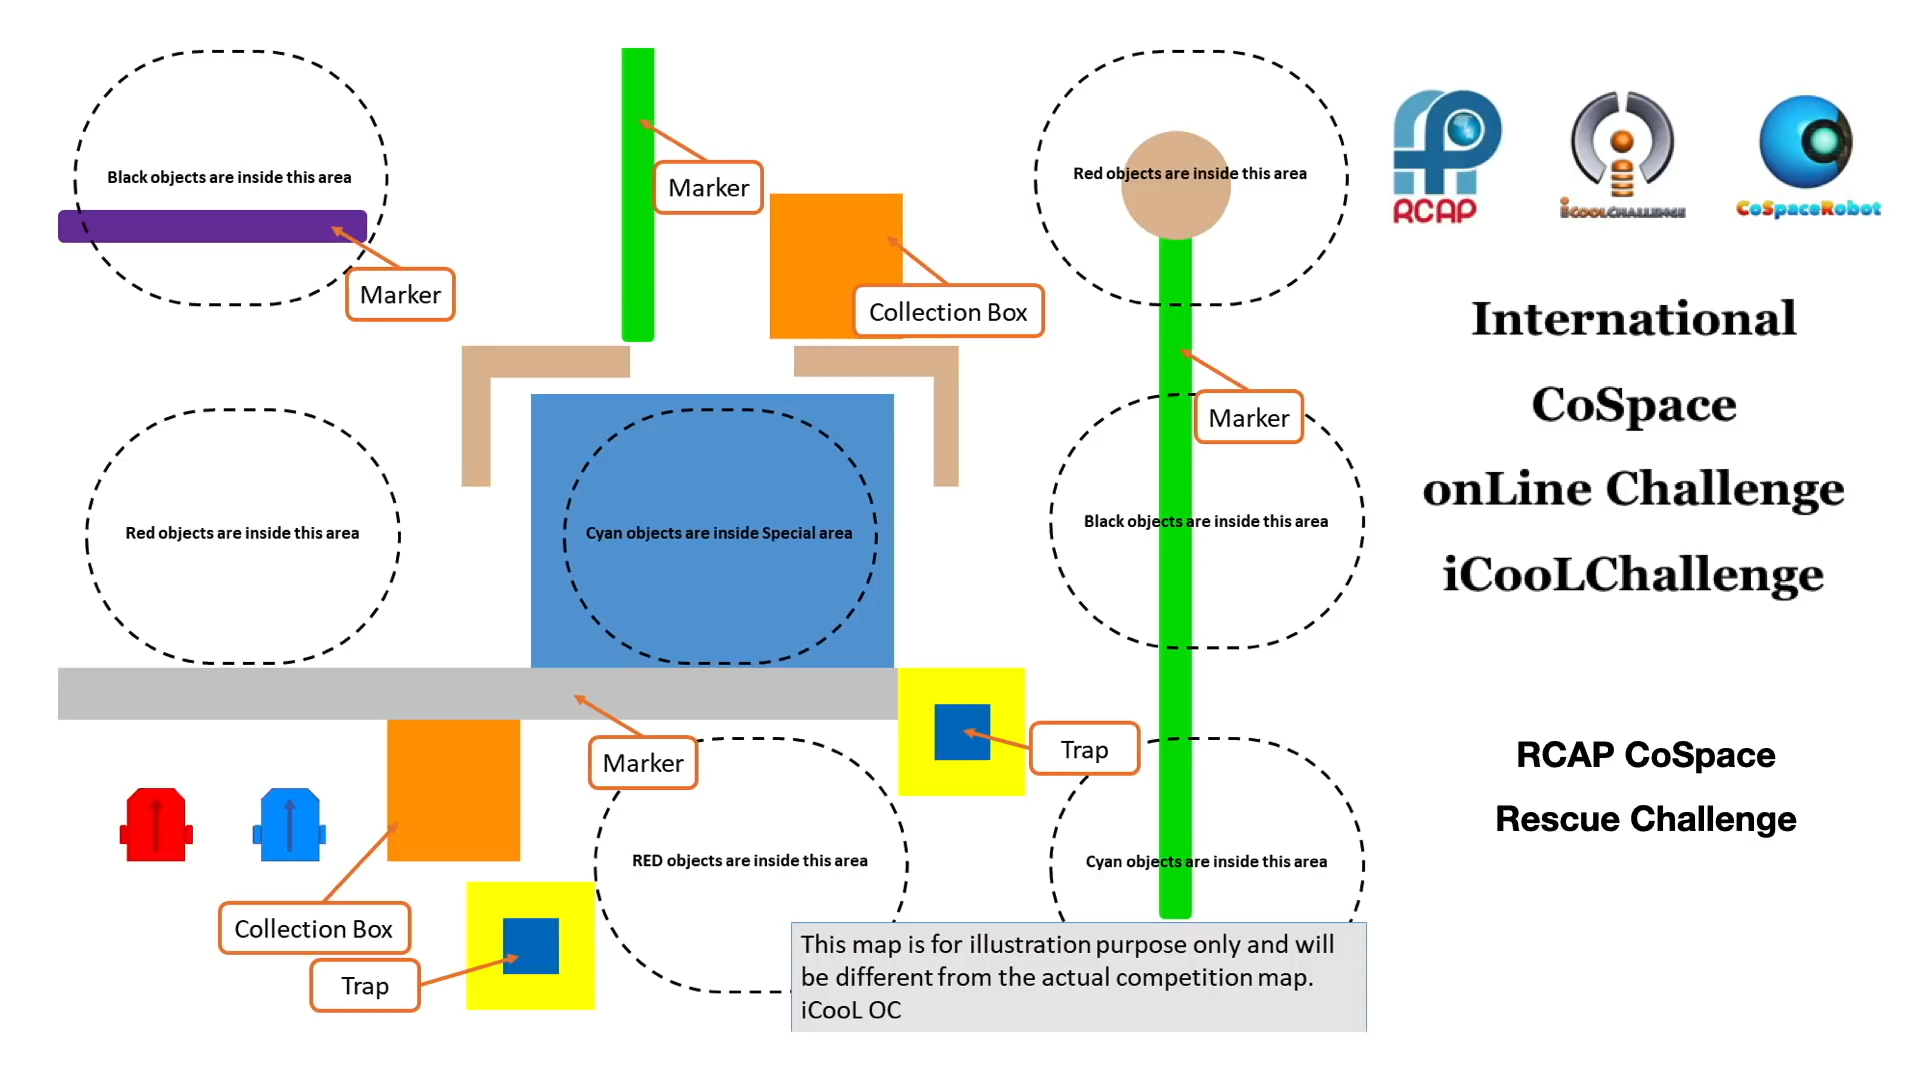 Black objects are inside this area
Marker
Marker
Collection Box
Red objects are inside this area
Marker
Red objects are inside this area
Cyan objects are inside Special area
Black objects are inside this area
Marker
Trap
RED objects are inside this area
Cyan objects are inside this area
Collection Box
Trap
This map is for illustration purpose only and will
be different from the actual competition map.
iCooL OC
RCAP
iCOOLCHALLENGE
CoSpaceRobot
International
CoSpace
onLine Challenge
iCooLChallenge
RCAP CoSpace
Rescue Challenge